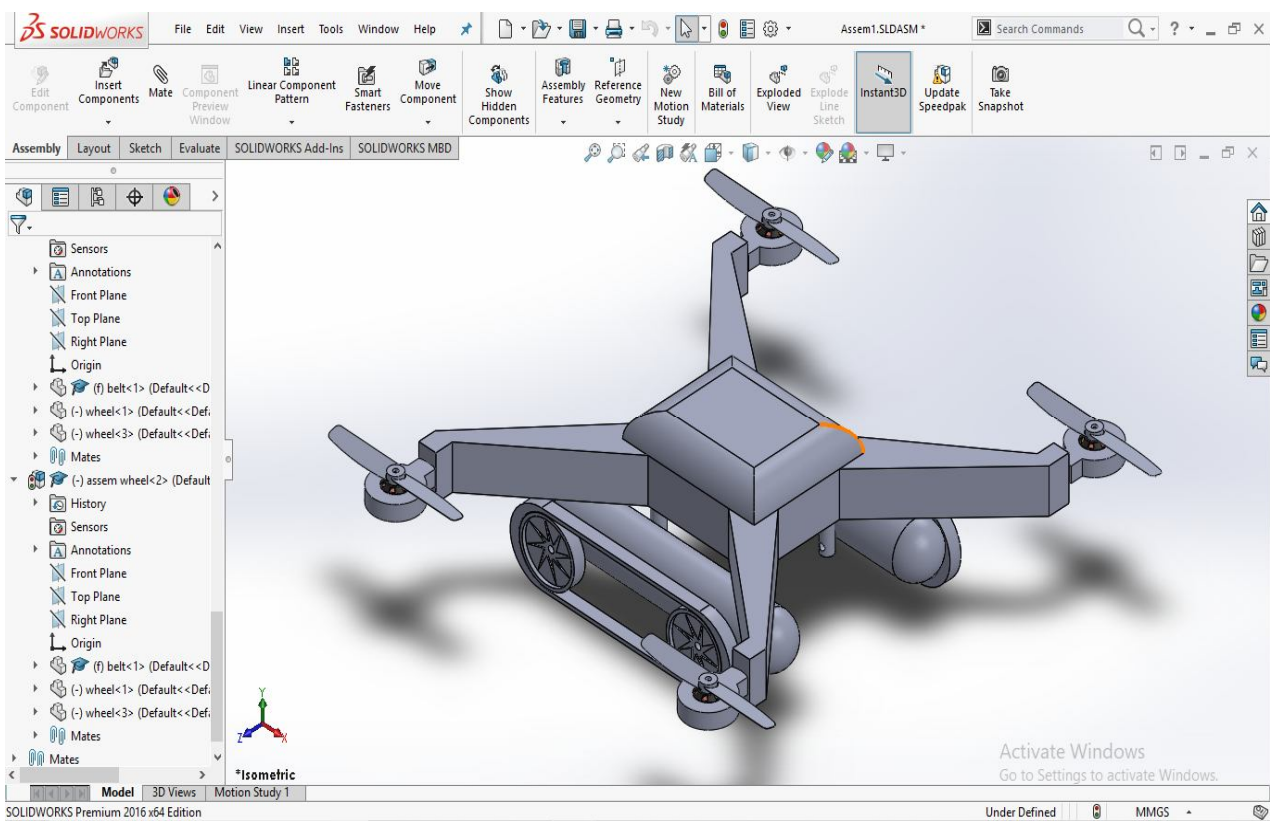 SOLIDWORKS File Edit View Insert Tools Window Help Assem1.SLDASM * Search Commands ?
Edit Component
Insert Components
Mate
Component Preview Window
Linear Component Pattern
Smart Fasteners
Move Component
Show Hidden Components
Assembly Features
Reference Geometry
New Motion Study
Bill of Materials
Exploded View
Explode Line Sketch
Instant3D
Update Speedpak
Take Snapshot
Assembly Layout Sketch Evaluate SOLIDWORKS Add-Ins SOLIDWORKS MBD
Sensors
A Annotations
Front Plane
Top Plane
Right Plane
Origin
(f) belt<1> (Default<<D
(-) wheel<1> (Default<<Def
(-) wheel<3> (Default<<Def
Mates
(-) assem wheel<2> (Default
History
Sensors
A Annotations
Front Plane
Top Plane
Right Plane
Origin
(f) belt<1> (Default<<D
(-) wheel<1> (Default<<Def
(-) wheel<3> (Default<<Def
Mates
Mates
Y
Z X
*Isometric
Activate Windows
Go to Settings to activate Windows.
Model 3D Views Motion Study 1
SOLIDWORKS Premium 2016 x64 Edition Under Defined MMGS